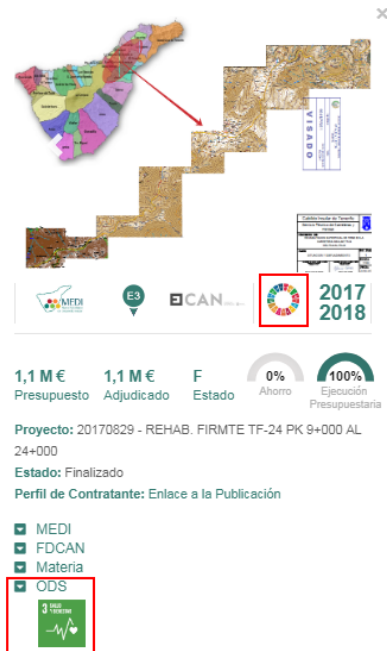 ×
VISADO
Cabildo Insular de Tenerife
MEDI
E3
CAN
2017
2018
1,1 M €
Presupuesto
1,1 M €
Adjudicado
F
Estado
0%
Ahorro
100%
Ejecución
Presupuestaria
Proyecto: 20170829 - REHAB. FIRMTE TF-24 PK 9+000 AL
24+000
Estado: Finalizado
Perfil de Contratante: Enlace a la Publicación
MEDI
FDCAN
Materia
ODS
3 SALUD
Y BIENESTAR